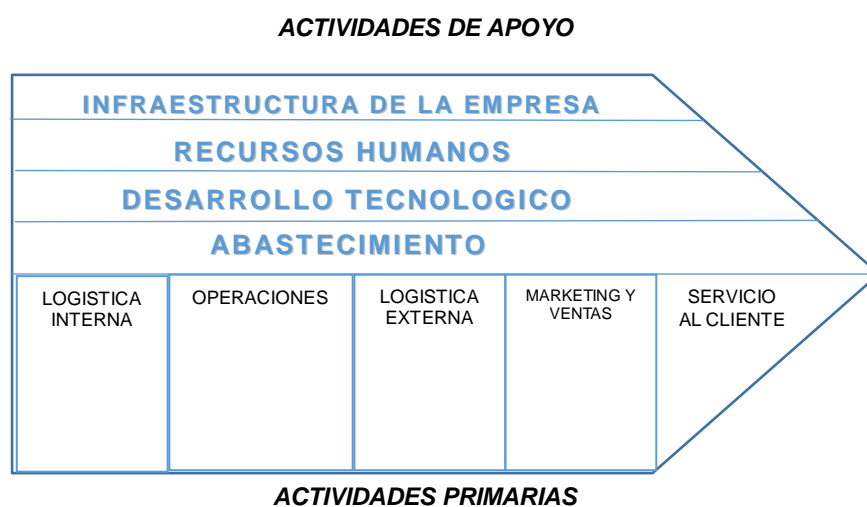 ACTIVIDADES DE APOYO
INFRAESTRUCTURA DE LA EMPRESA
RECURSOS HUMANOS
DESARROLLO TECNOLOGICO
ABASTECIMIENTO
LOGISTICA
INTERNA
OPERACIONES
LOGISTICA
EXTERNA
MARKETING Y
VENTAS
SERVICIO
AL CLIENTE
ACTIVIDADES PRIMARIAS